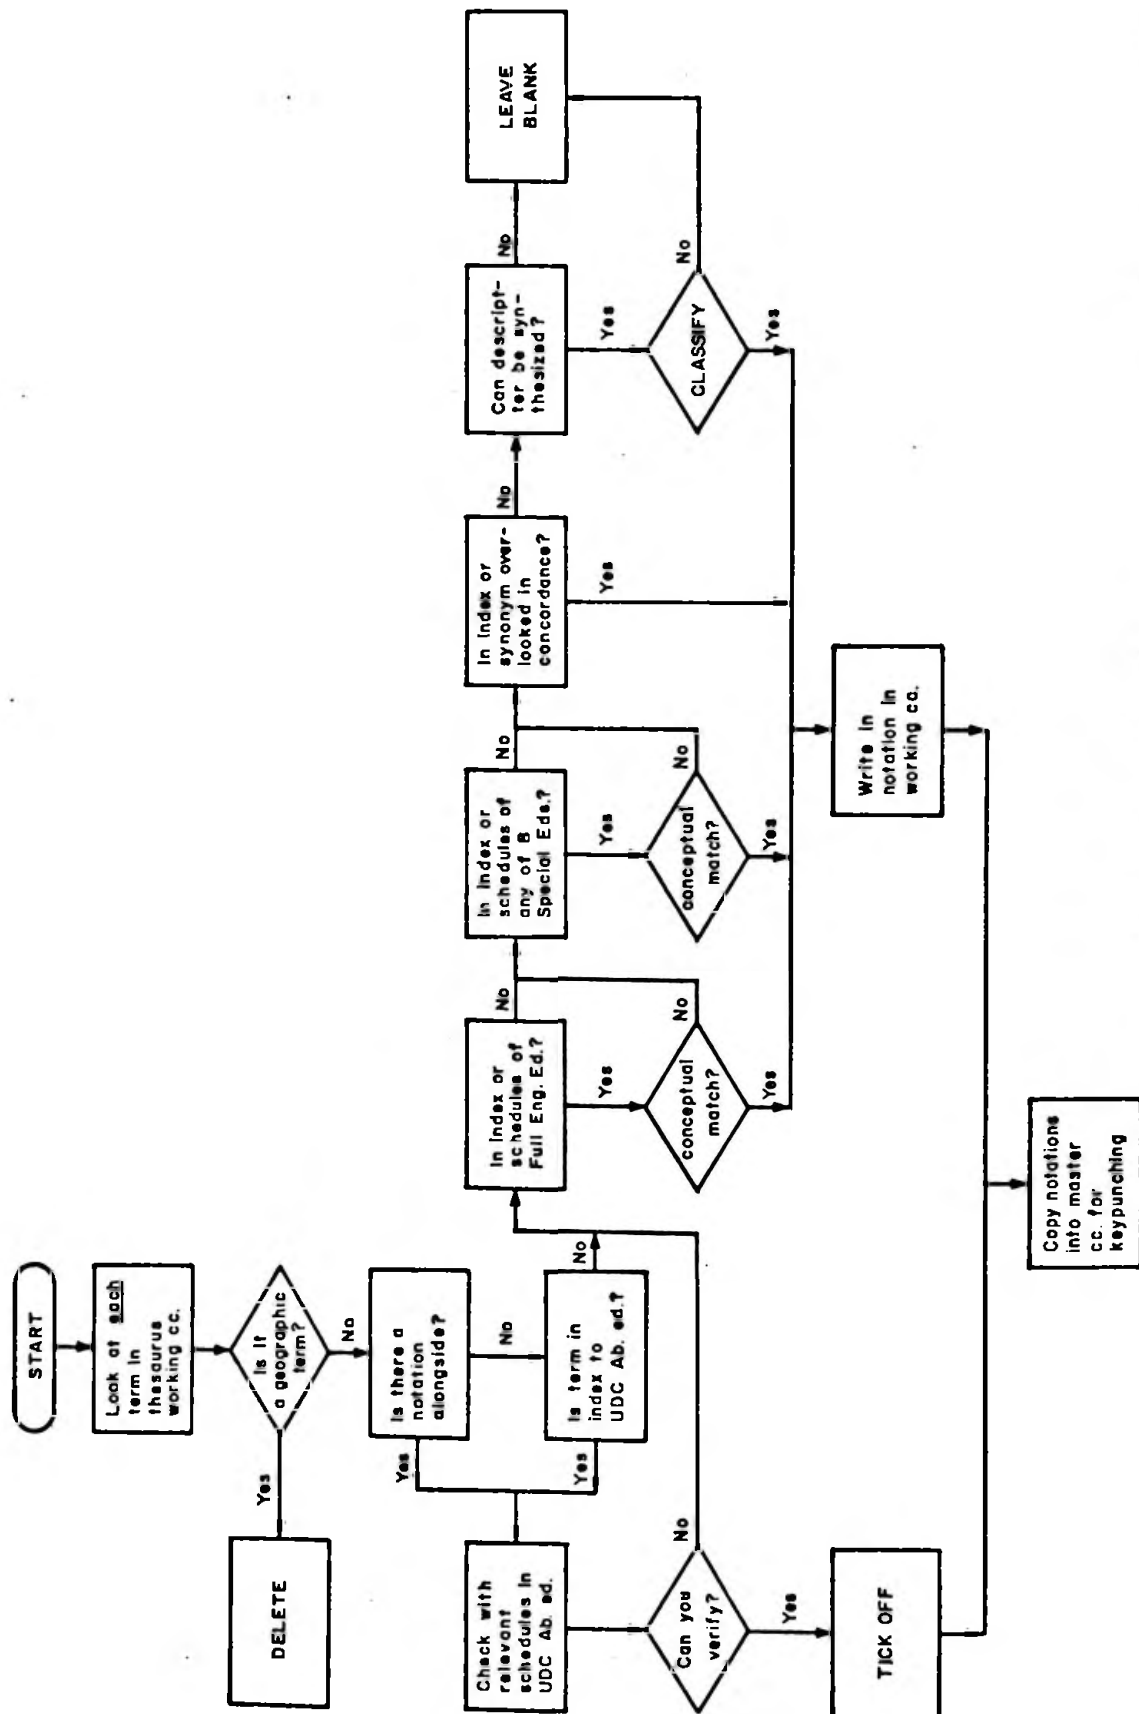 START
Look at each
term in
thesaurus
working cc.
Is it
a geographic
term?
Yes
DELETE
No
Is there a
notation
alongside?
Yes
No
Is term in
index to
UDC Ab. ed.?
Yes
No
Check with
relevant
schedules in
UDC Ab. ed.
Can you
verify?
No
Yes
TICK OFF
In Index or
schedules of
Full Eng. Ed.?
No
Yes
conceptual
match?
No
Yes
In Index or
schedules of
any of 8
Special Eds.?
No
Yes
conceptual
match?
No
Yes
In Index or
synonym over-
looked in
concordance?
No
Yes
Can descript-
ter be syn-
thesized?
No
Yes
CLASSIFY
No
Yes
LEAVE
BLANK
Write in
notation in
working cc.
Copy notations
into master
cc. for
keypunching